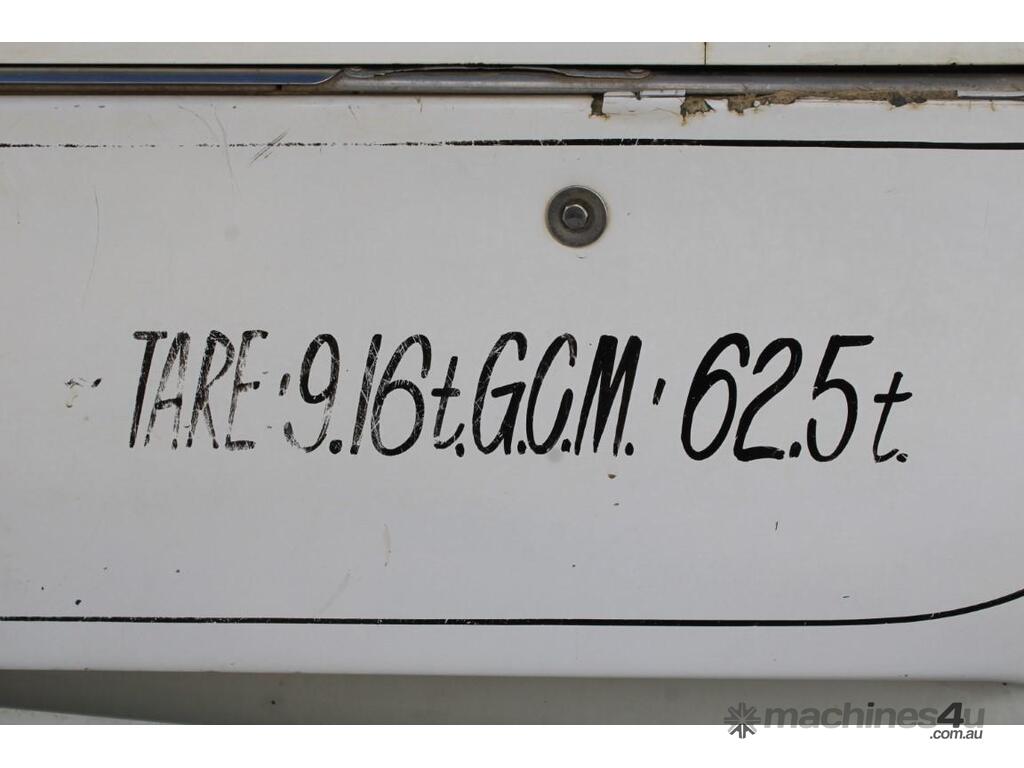 TARE: 9.16t. G.C.M.: 62.5t.
machines4u
.com.au